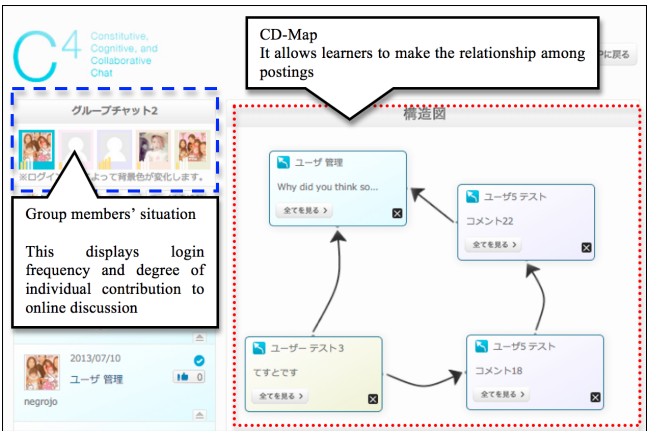 C4
Constitutive,
Cognitive, and
Collaborative
Chat
CD-Map
It allows learners to make the relationship among
postings
に戻る
グループチャット2
※ログイン
よって背景色が変化します。
Group members' situation
This displays login
frequency and degree of
individual contribution to
online discussion
2013/07/10
ユーザ 管理
0
negrojo
構造図
ユーザ 管理
Why did you think so...
全てを見る >
ユーザ5 テスト
コメント22
全てを見る >
ユーザー テスト3
てすとです
全てを見る >
ユーザ5 テスト
コメント18
全てを見る >